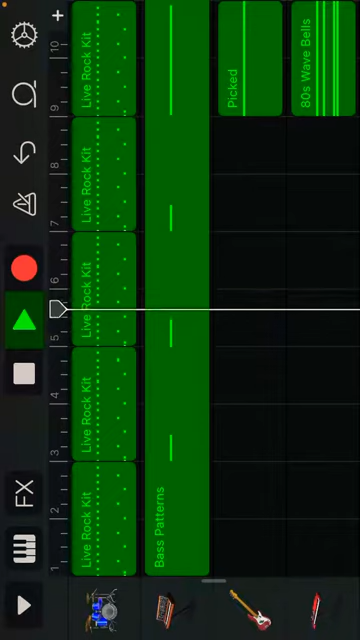 FX
1
2
3
4
5
6
7
8
9
10
+
Live Rock Kit
Live Rock Kit
Live Rock Kit
Live Rock Kit
Live Rock Kit
Bass Patterns
Picked
80s Wave Bells